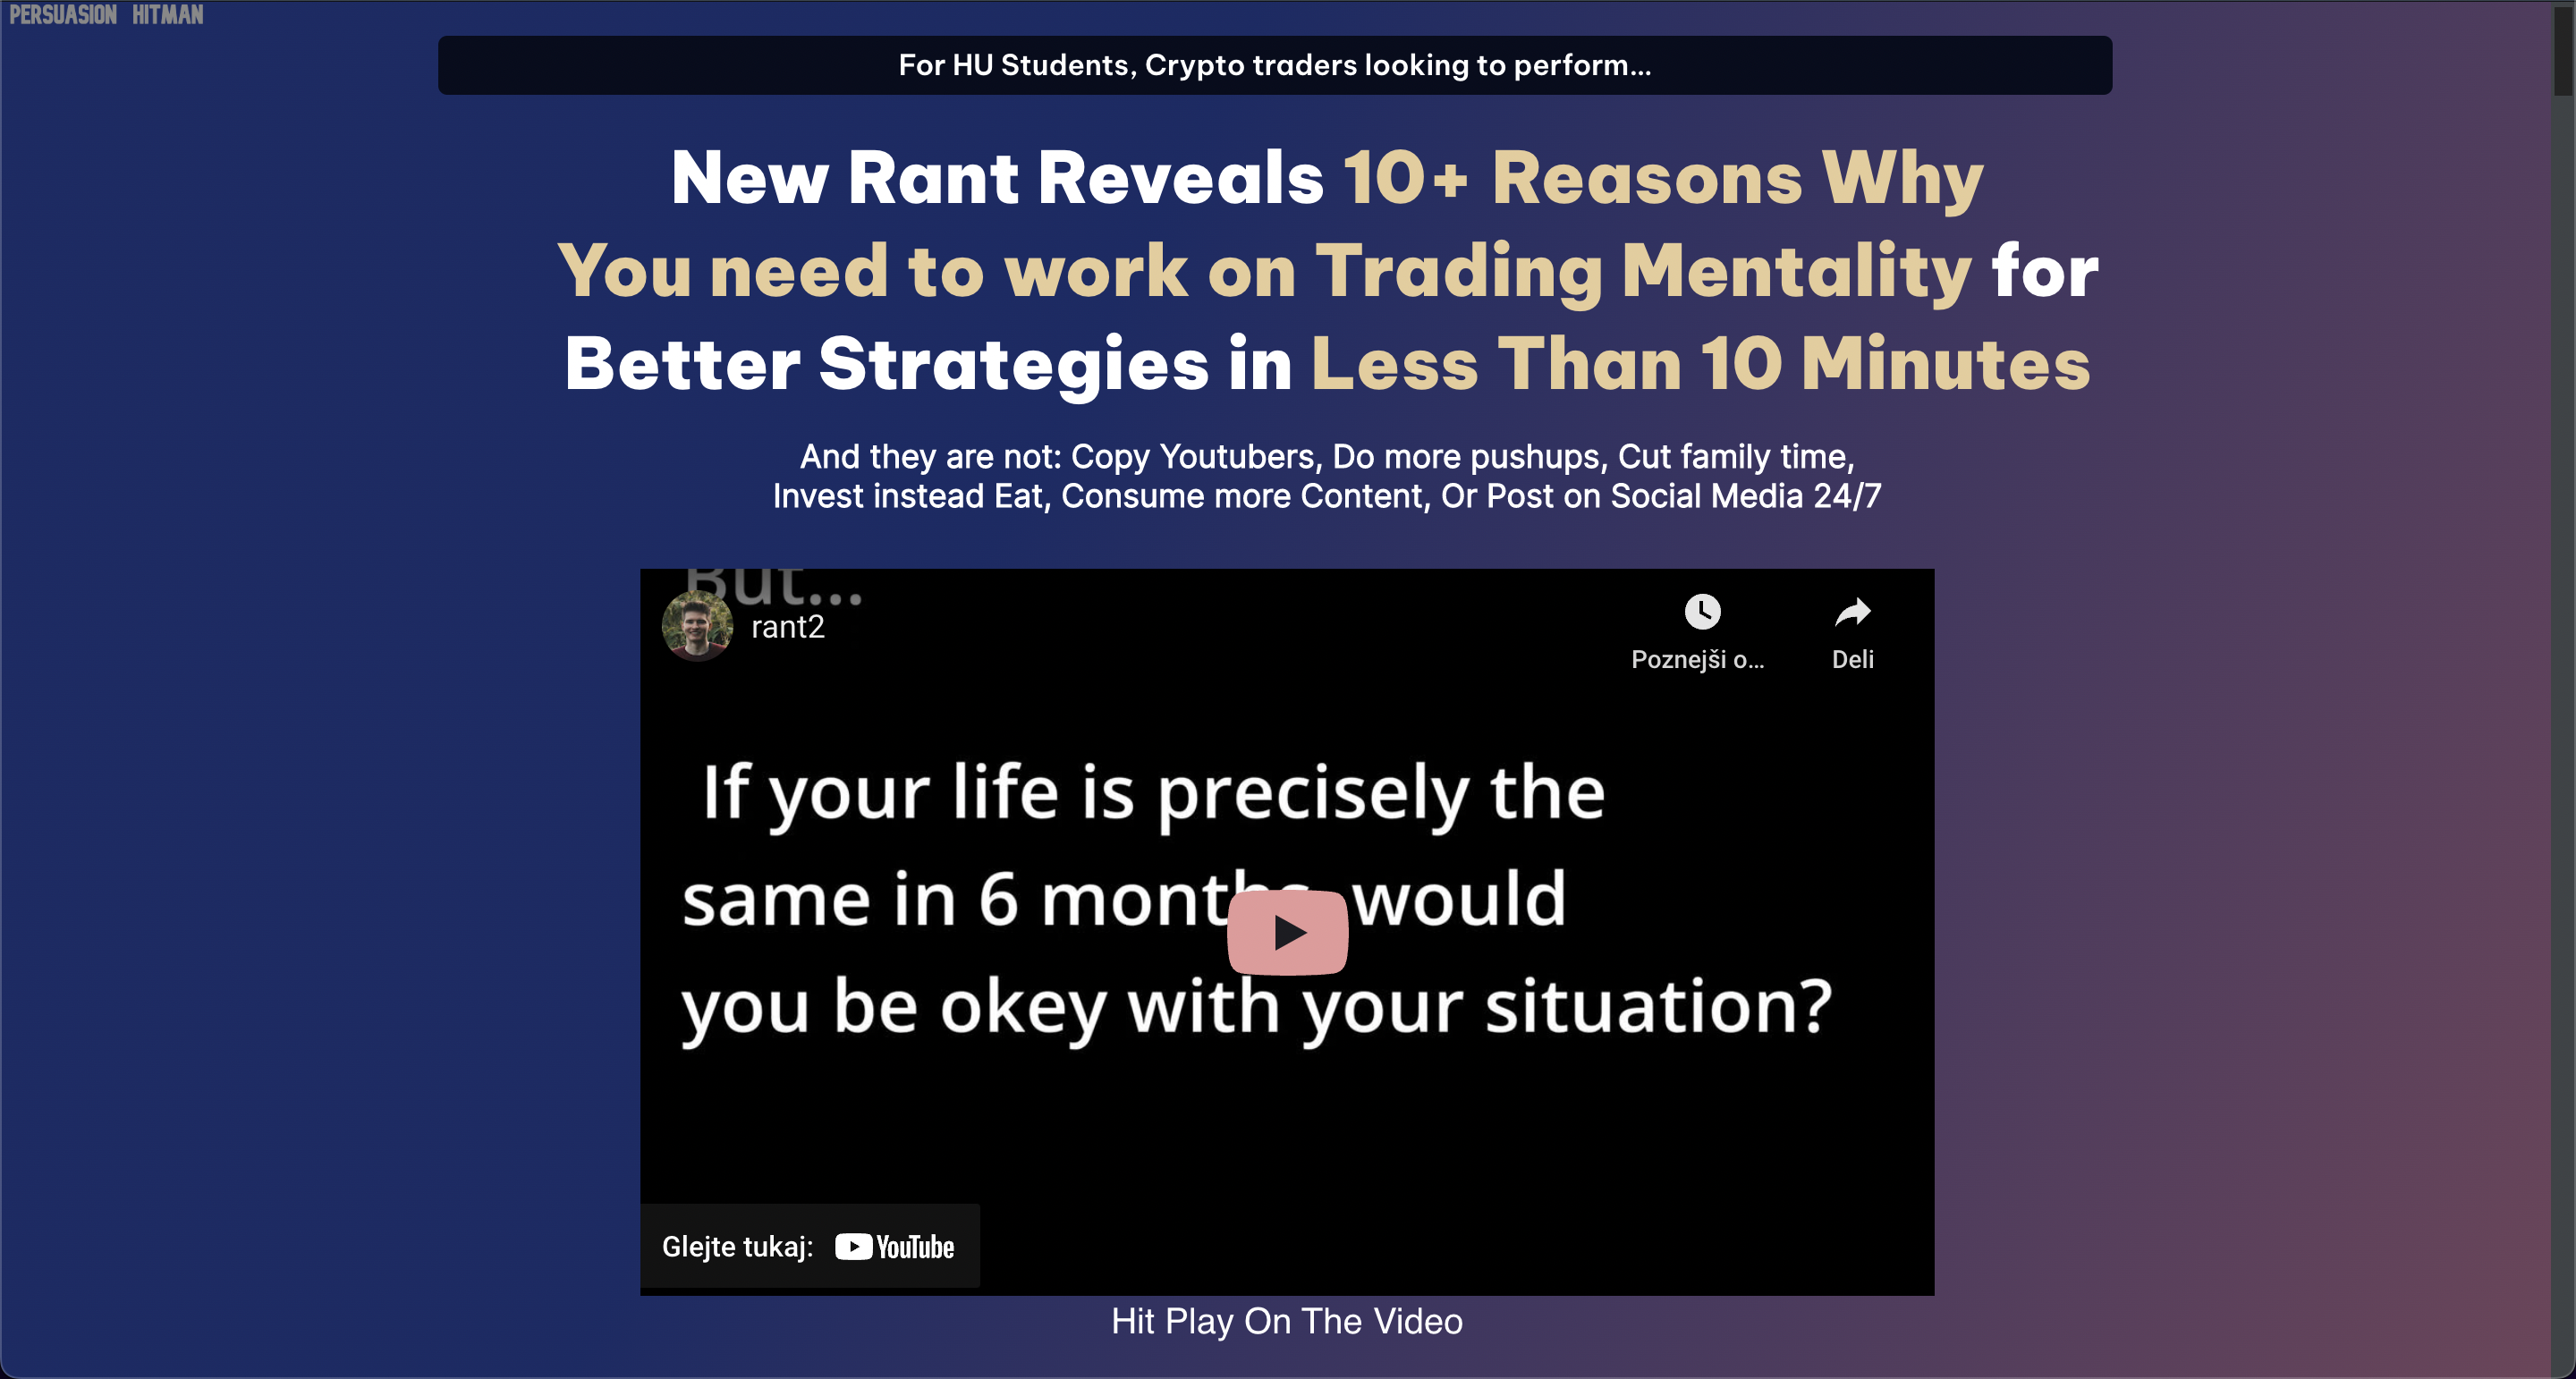 PERSUASION HITMAN
For HU Students, Crypto traders looking to perform...
New Rant Reveals 10+ Reasons Why
You need to work on Trading Mentality for
Better Strategies in Less Than 10 Minutes
And they are not: Copy Youtubers, Do more pushups, Cut family time,
Invest instead Eat, Consume more Content, Or Post on Social Media 24/7
But...
rant2
Poznejši o...
Deli
If your life is precisely the
same in 6 months, would
you be okey with your situation?
Glejte tukaj: YouTube
Hit Play On The Video